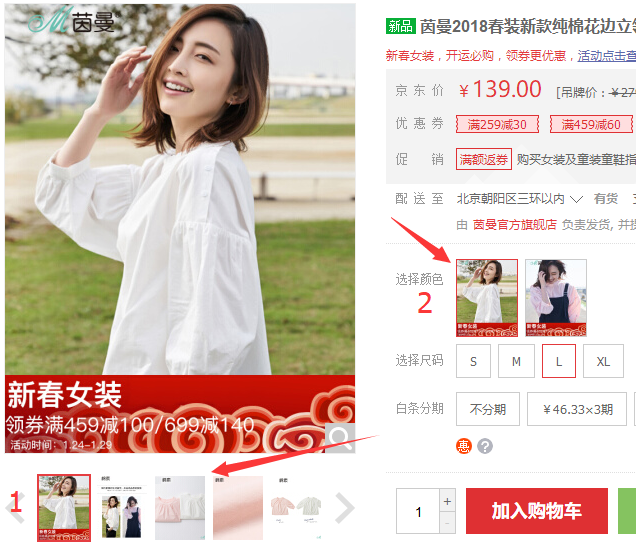 茵曼
新春女装
领券满459减100/699减140
活动时间：1.24-1.29
1
新品 茵曼2018春装新款纯棉花边立
新春女装，开运必购，领券更优惠，活动点击查
京东价 ￥139.00 [吊牌价：￥27
优惠券 满259减30 满459减60
促销 满额返券 购买女装及童装童鞋指
配送至 北京朝阳区三环以内 有货
由 茵曼官方旗舰店 负责发货, 并
选择颜色
2
新春女装
选择尺码 S M L XL
白条分期 不分期 ￥46.33×3期
惠 ?
1 + -
加入购物车